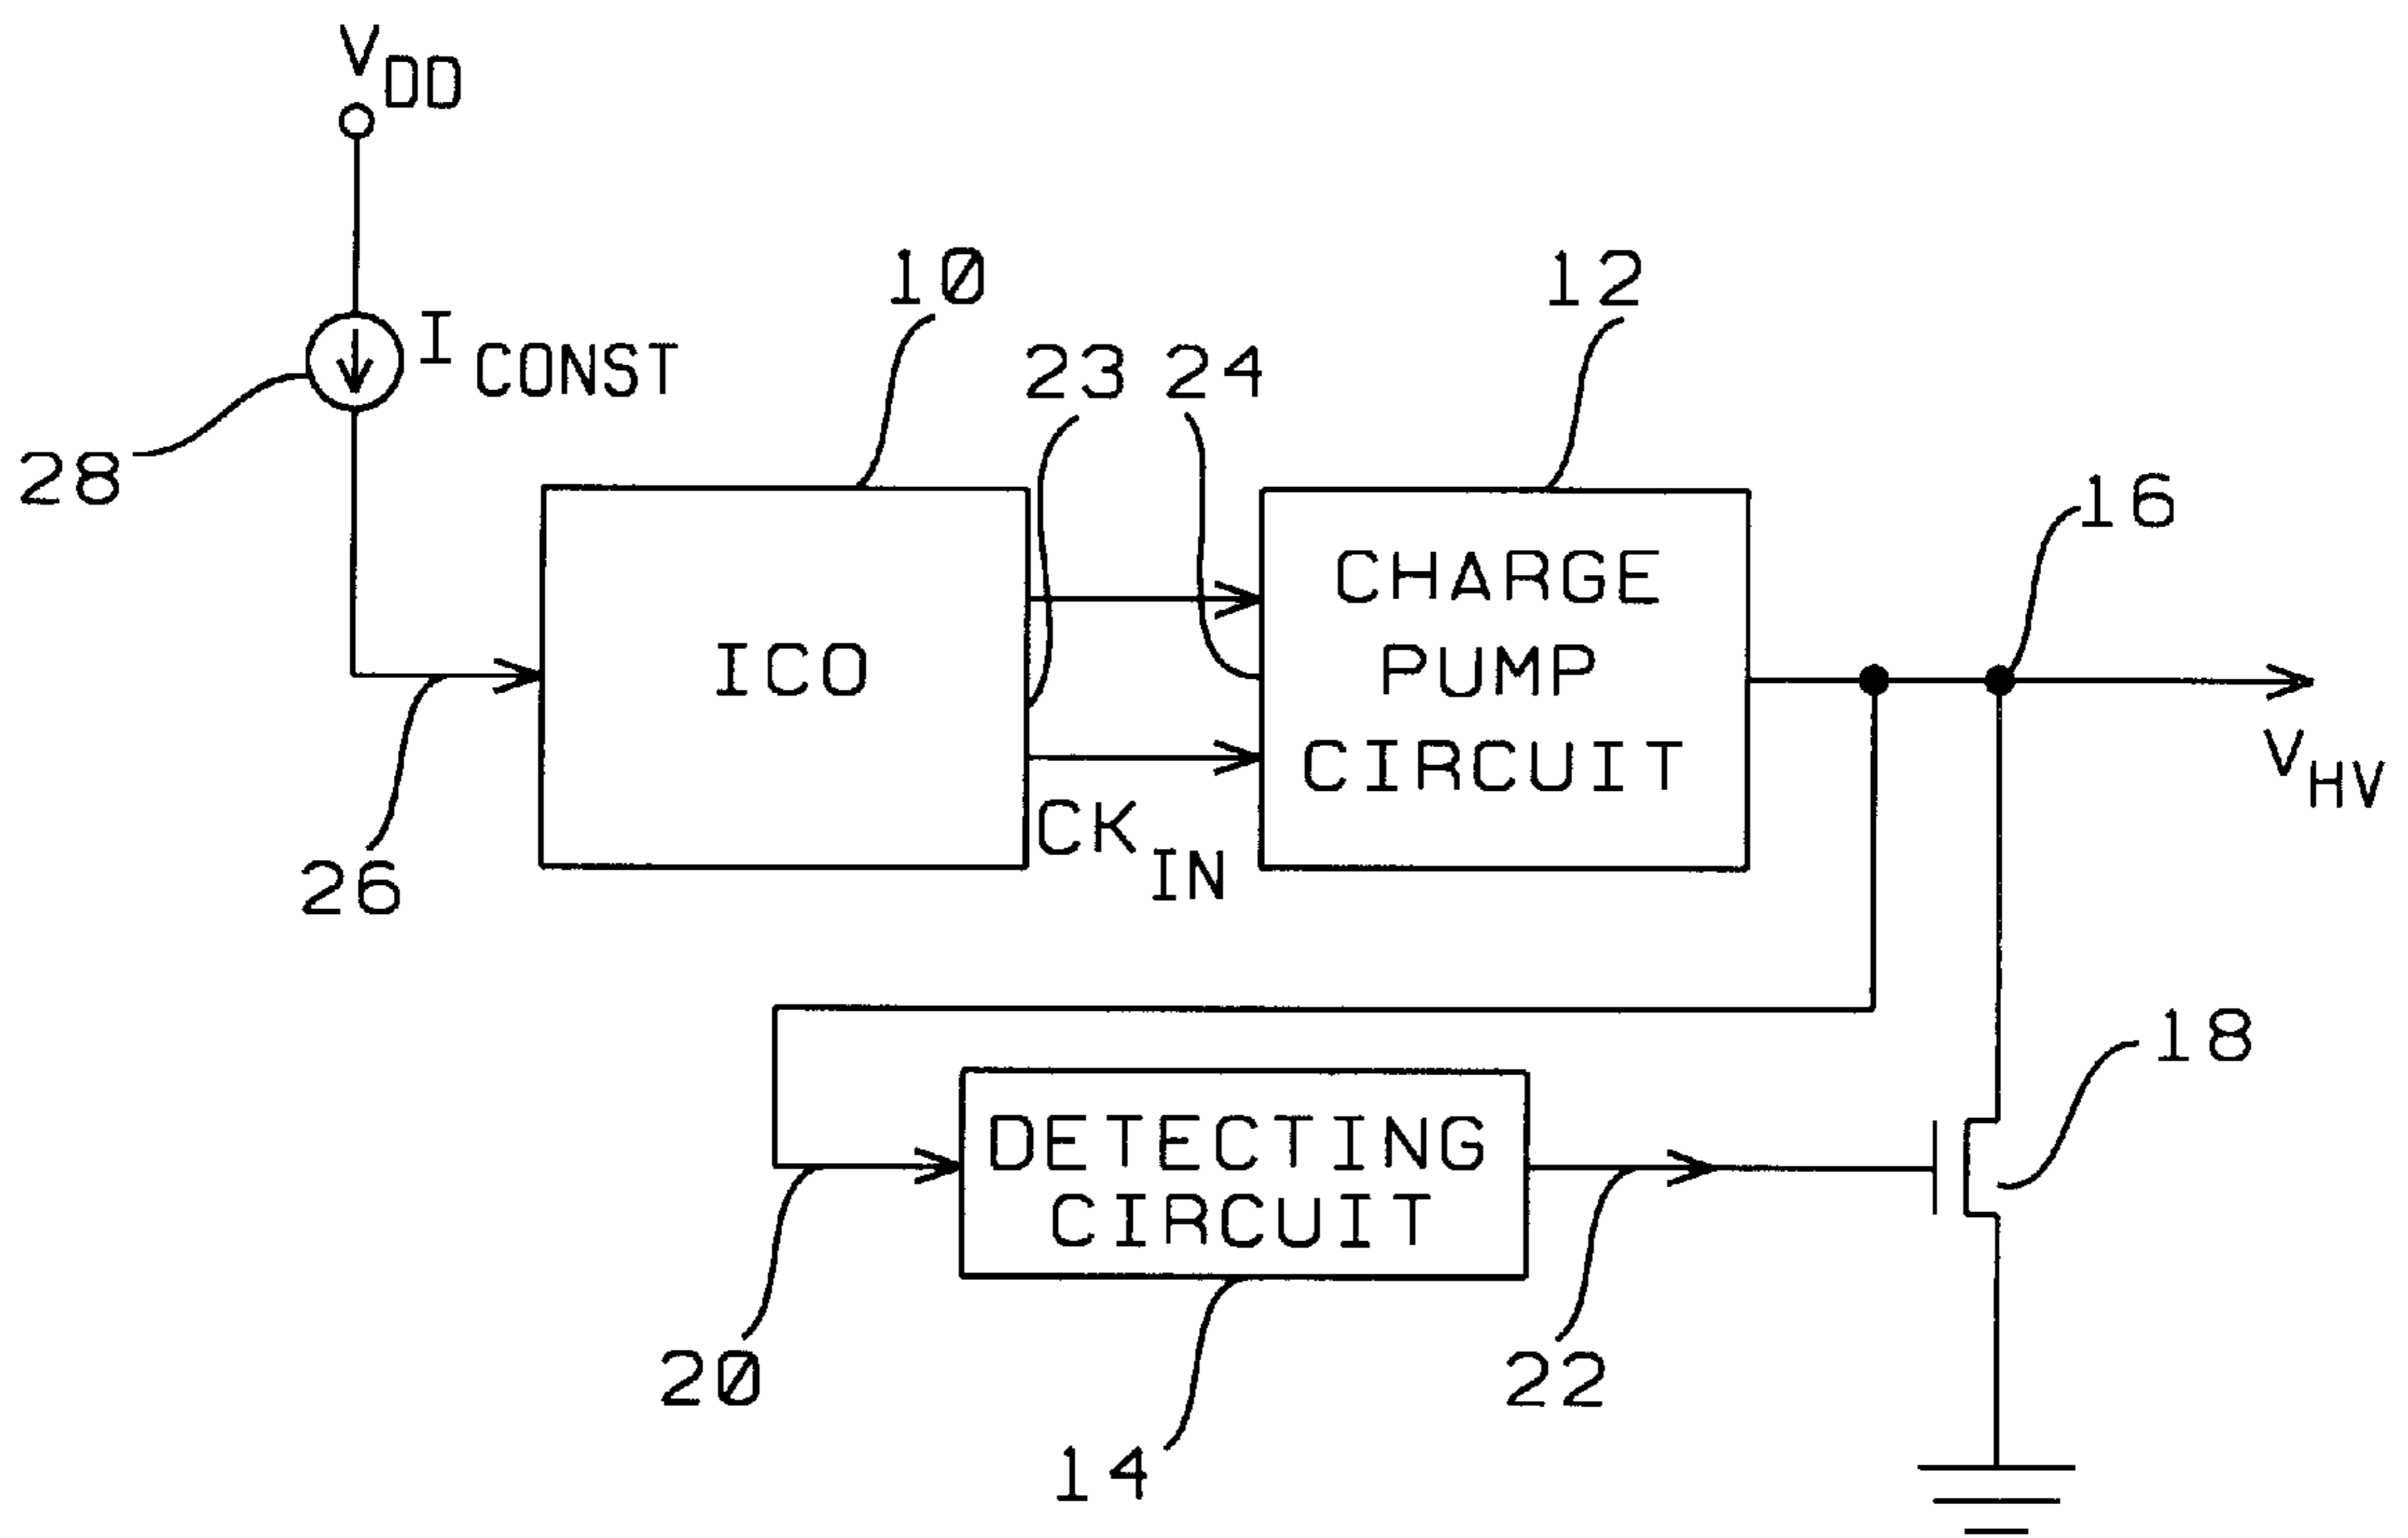 VDD
ICONST
10
12
23 24
28
16
ICO
CHARGE
PUMP
CIRCUIT
VHV
CKIN
26
18
DETECTING
CIRCUIT
20
22
14